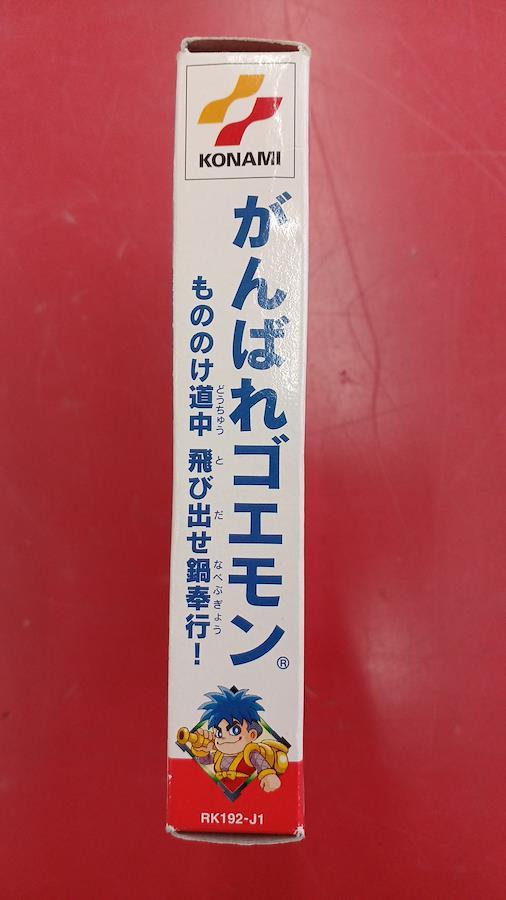 KONAMI
がんばれゴエモン®
もののけ道中 飛び出せ鍋奉行！
どうちゅう
と
だ
なべぶぎょう
RK192-J1